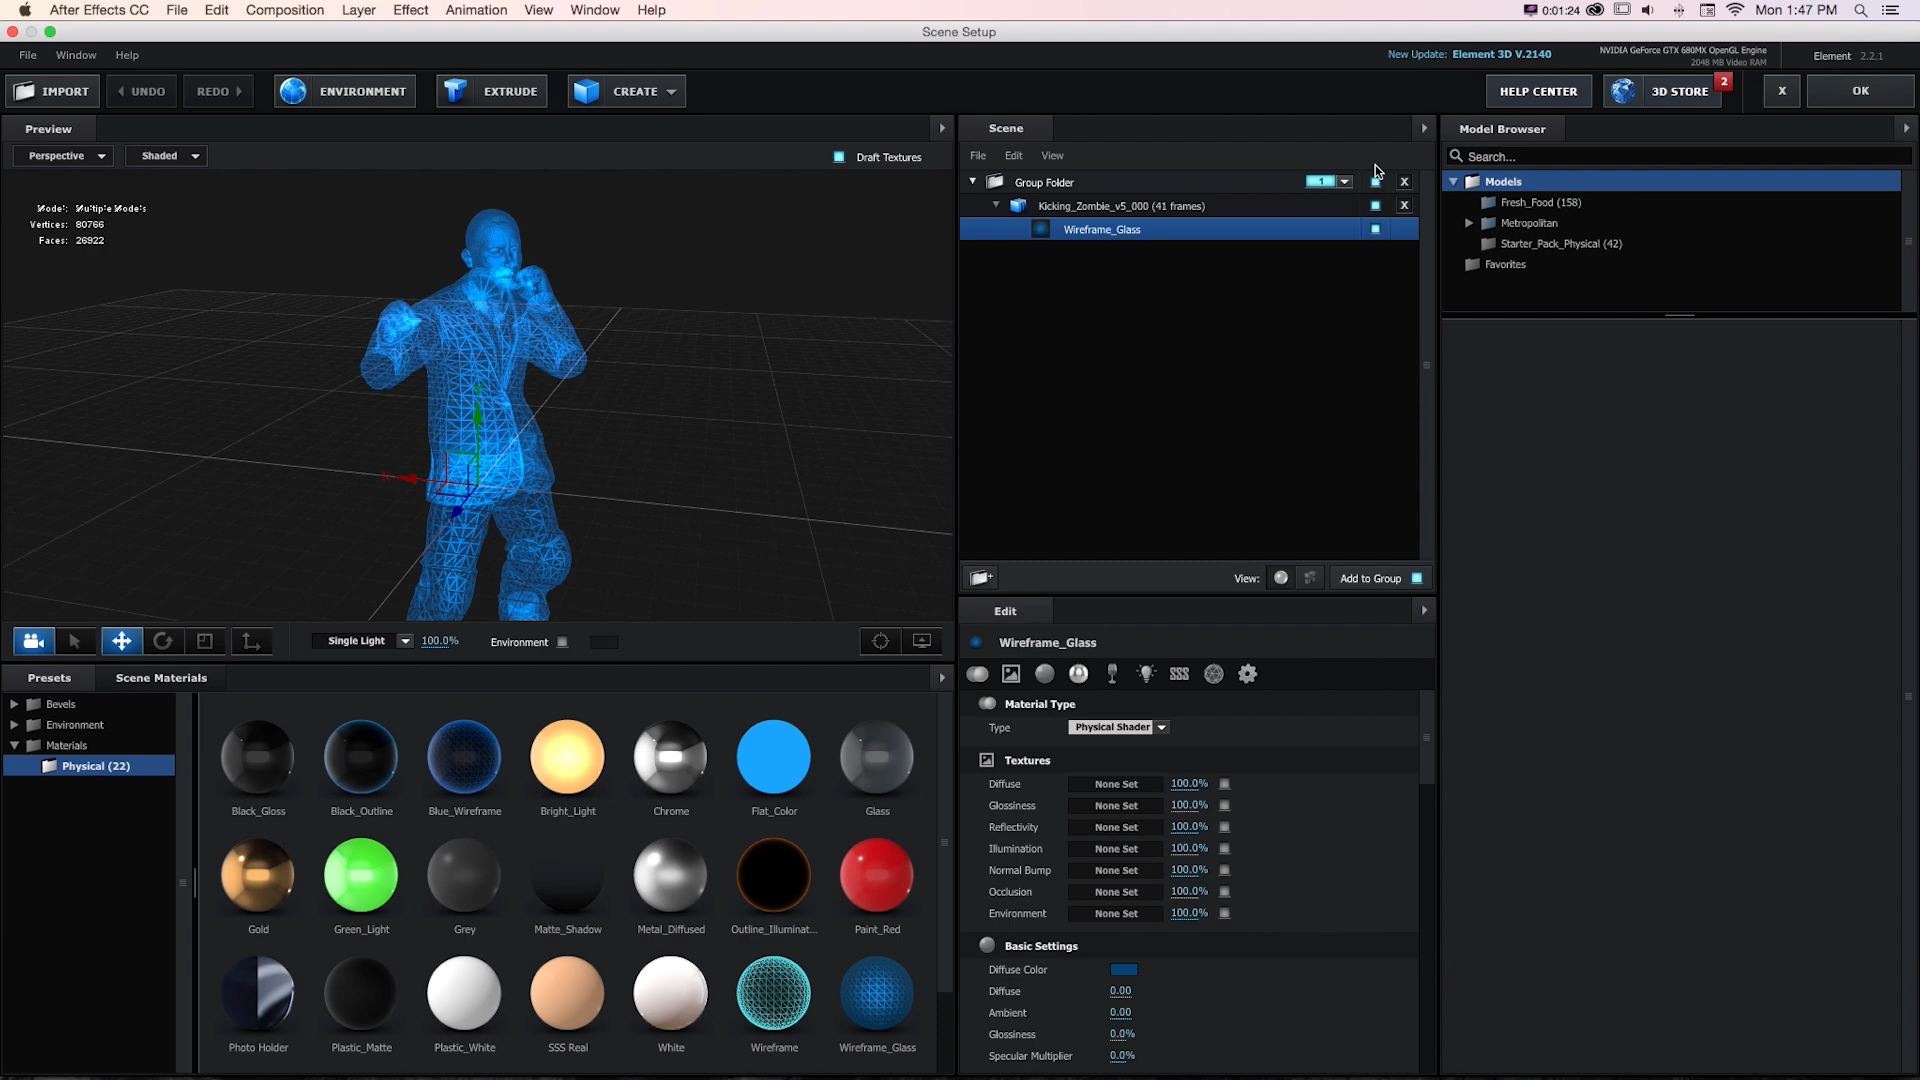 After Effects CC File Edit Composition Layer Effect Animation View Window Help 0:01:24 Mon 1:47 PM
Scene Setup
File Window Help New Update: Element 3D V.2140 NVIDIA GeForce GTX 680MX OpenGL Engine
2048 MB Video RAM
Element 2.2.1
IMPORT UNDO REDO ENVIRONMENT EXTRUDE CREATE HELP CENTER 3D STORE 2 X OK
Preview
Perspective Shaded Draft Textures
Model: Multiple Models
Vertices: 80766
Faces: 26922
X
Y
Single Light 100.0% Environment
Scene
File Edit View
Group Folder 1 X
Kicking_Zombie_v5_000 (41 frames) X
Wireframe_Glass
View: Add to Group
Model Browser
Search...
Models
Fresh_Food (158)
Metropolitan
Starter_Pack_Physical (42)
Favorites
Presets Scene Materials
Bevels
Environment
Materials
Physical (22)
Black_Gloss Black_Outline Blue_Wireframe Bright_Light Chrome Flat_Color Glass
Gold Green_Light Grey Matte_Shadow Metal_Diffused Outline_Illuminat... Paint_Red
Photo Holder Plastic_Matte Plastic_White SSS Real White Wireframe Wireframe_Glass
Edit
Wireframe_Glass
SSS
Material Type
Type Physical Shader
Textures
Diffuse None Set 100.0%
Glossiness None Set 100.0%
Reflectivity None Set 100.0%
Illumination None Set 100.0%
Normal Bump None Set 100.0%
Occlusion None Set 100.0%
Environment None Set 100.0%
Basic Settings
Diffuse Color
Diffuse 0.00
Ambient 0.00
Glossiness 0.0%
Specular Multiplier 0.0%